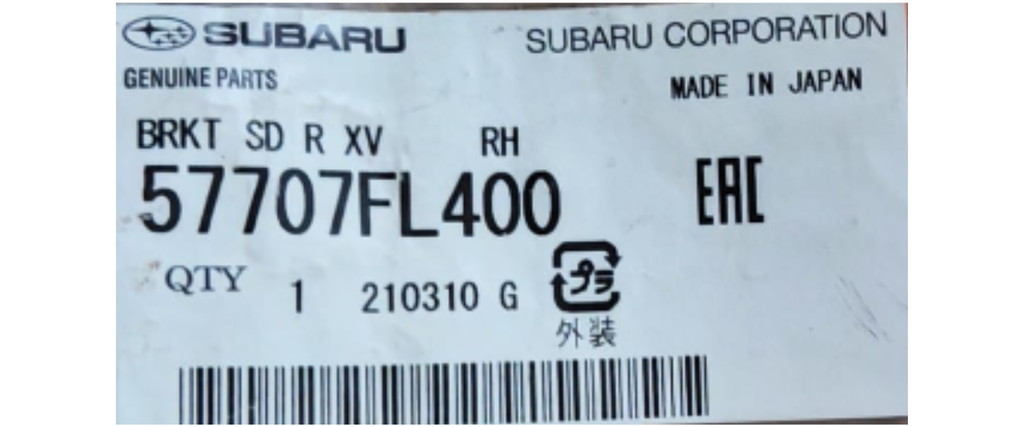 SUBARU SUBARU CORPORATION
GENUINE PARTS MADE IN JAPAN
BRKT SD R XV RH
57707FL400 EAC
QTY 1 210310 G プラ
外装